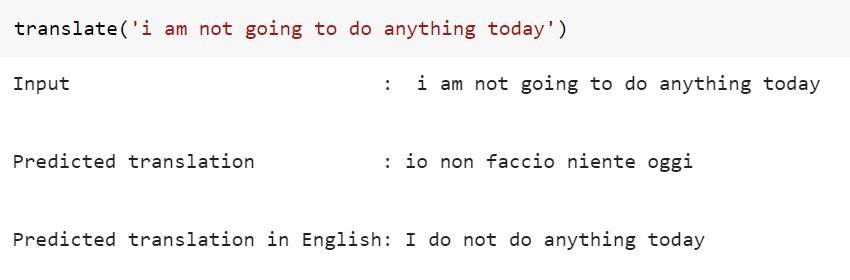 translate('i am not going to do anything today')
Input : i am not going to do anything today
Predicted translation : io non faccio niente oggi
Predicted translation in English: I do not do anything today